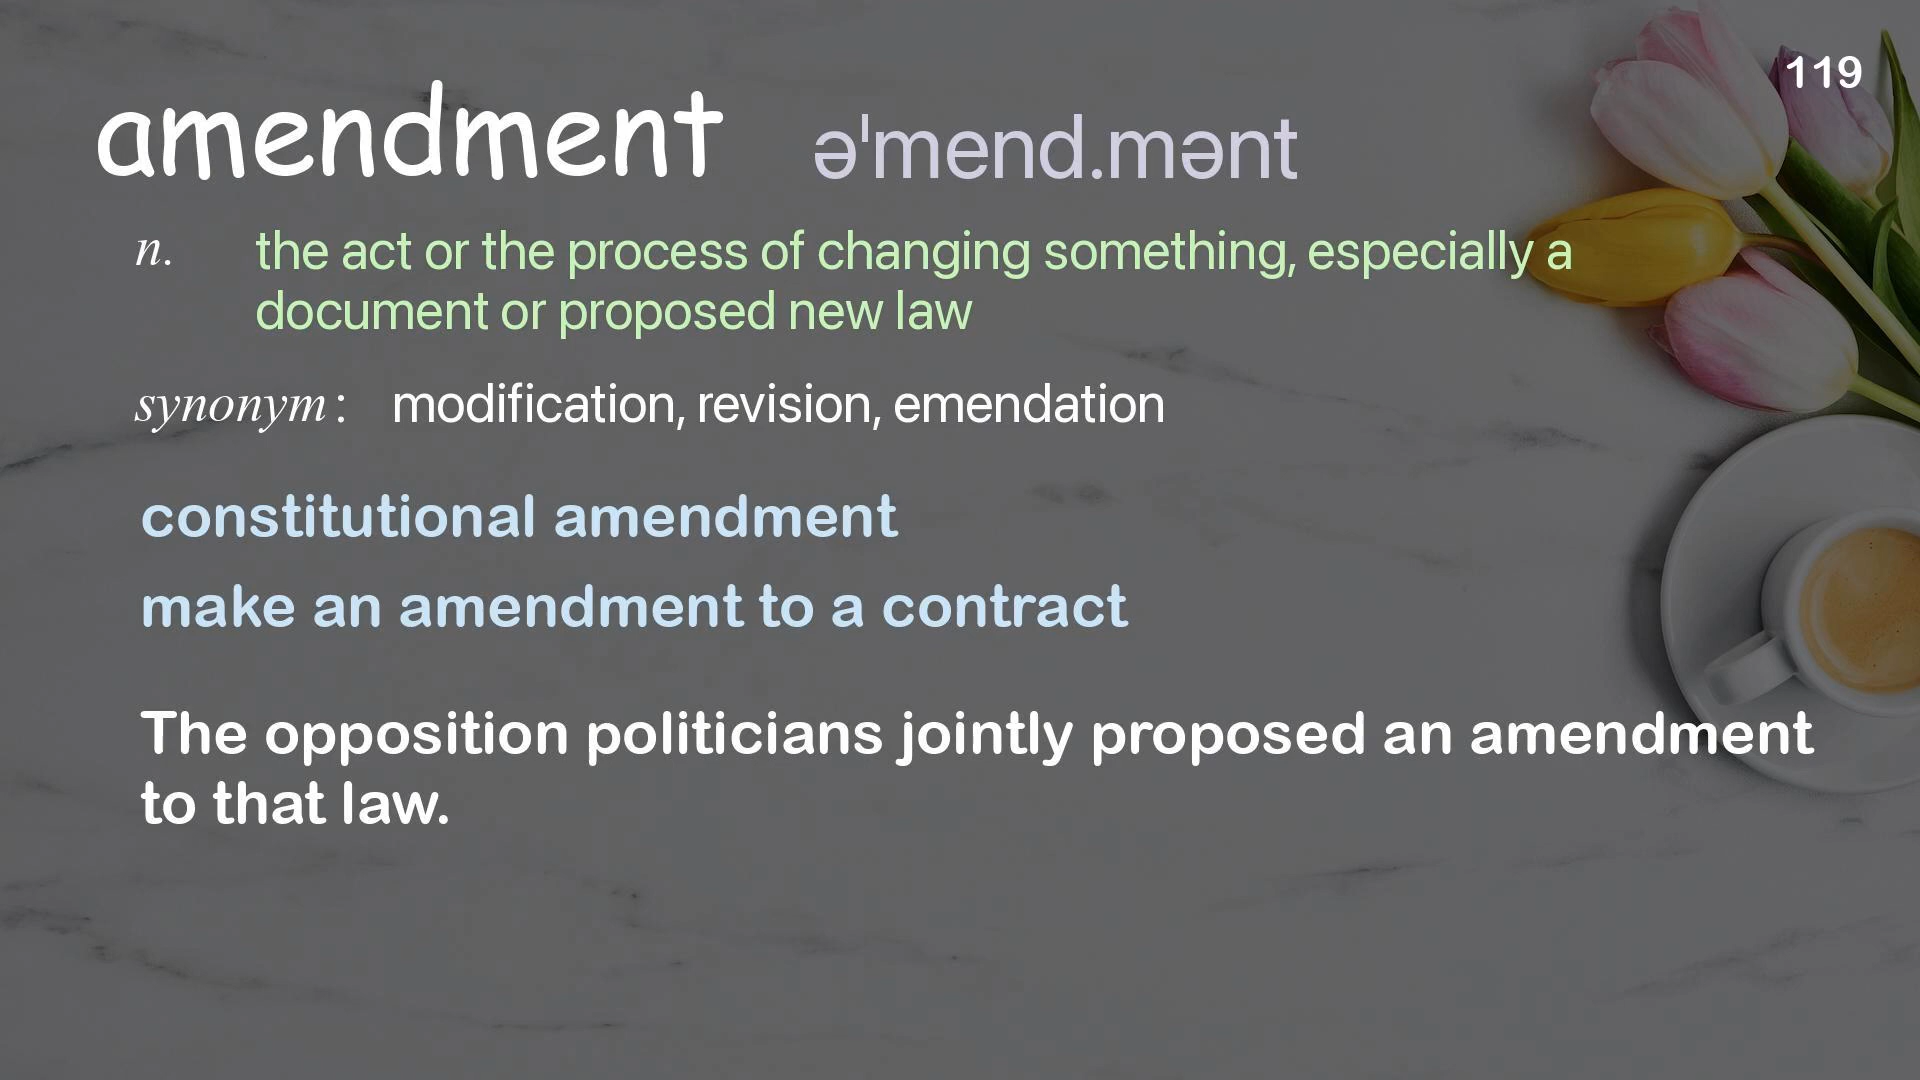 119
amendment əˈmend.mənt
n. the act or the process of changing something, especially a
document or proposed new law
synonym: modification, revision, emendation
constitutional amendment
make an amendment to a contract
The opposition politicians jointly proposed an amendment
to that law.